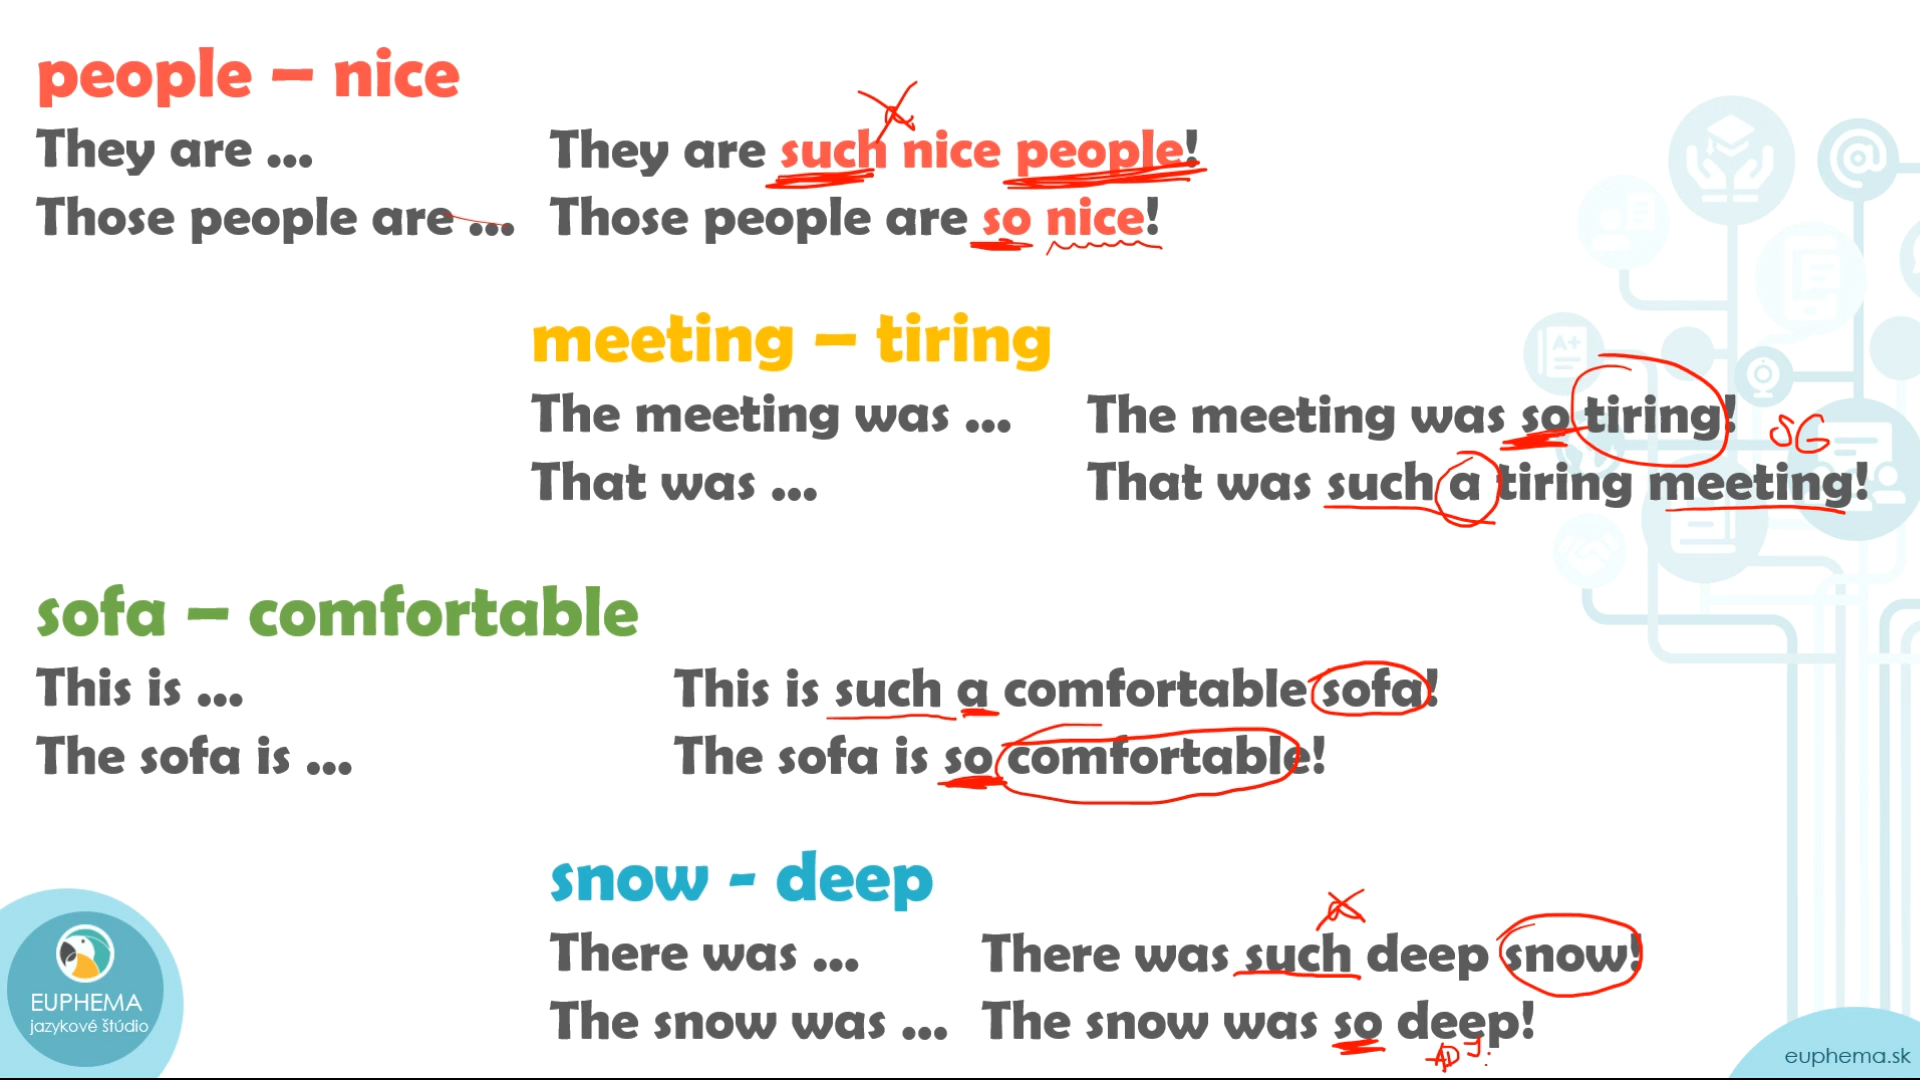 people – nice
They are ...
They are such nice people!
Those people are ...
Those people are so nice!
meeting – tiring
The meeting was ...
The meeting was so tiring!
SG
That was ...
That was such a tiring meeting!
sofa – comfortable
This is ...
This is such a comfortable sofa!
The sofa is ...
The sofa is so comfortable!
snow - deep
There was ...
There was such deep snow!
The snow was ...
The snow was so deep!
ADJ.
EUPHEMA
jazykové štúdio
euphema.sk